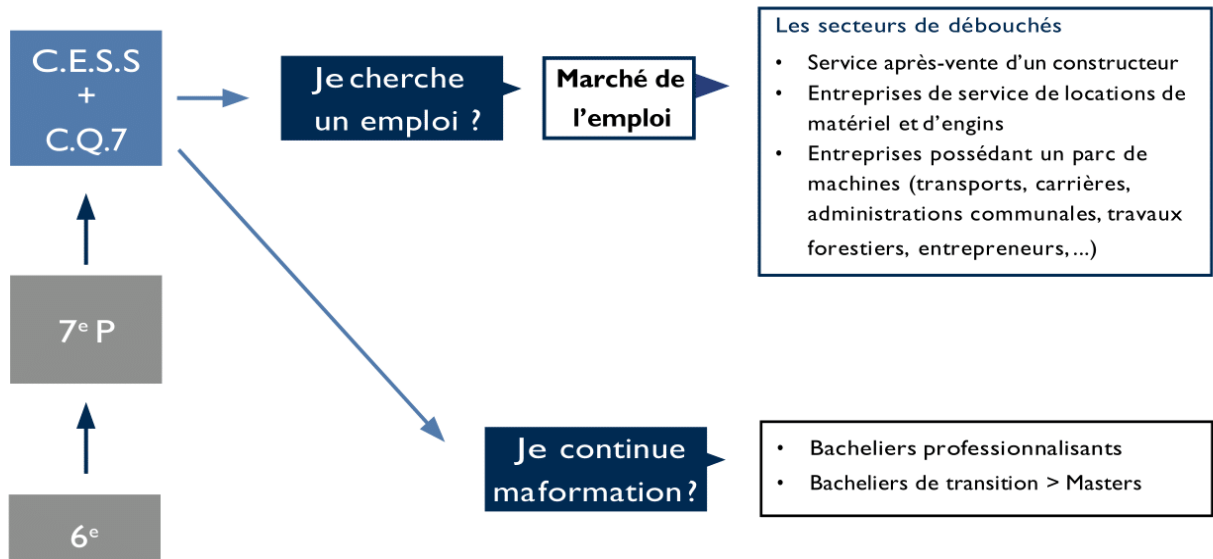 C.E.S.S
+
C.Q.7
7e P
6e
Je cherche
un emploi ?
Marché de
l’emploi
Les secteurs de débouchés
• Service après-vente d’un constructeur
• Entreprises de service de locations de
matériel et d’engins
• Entreprises possédant un parc de
machines (transports, carrières,
administrations communales, travaux
forestiers, entrepreneurs, ...)
Je continue
maformation ?
• Bacheliers professionnalisants
• Bacheliers de transition > Masters